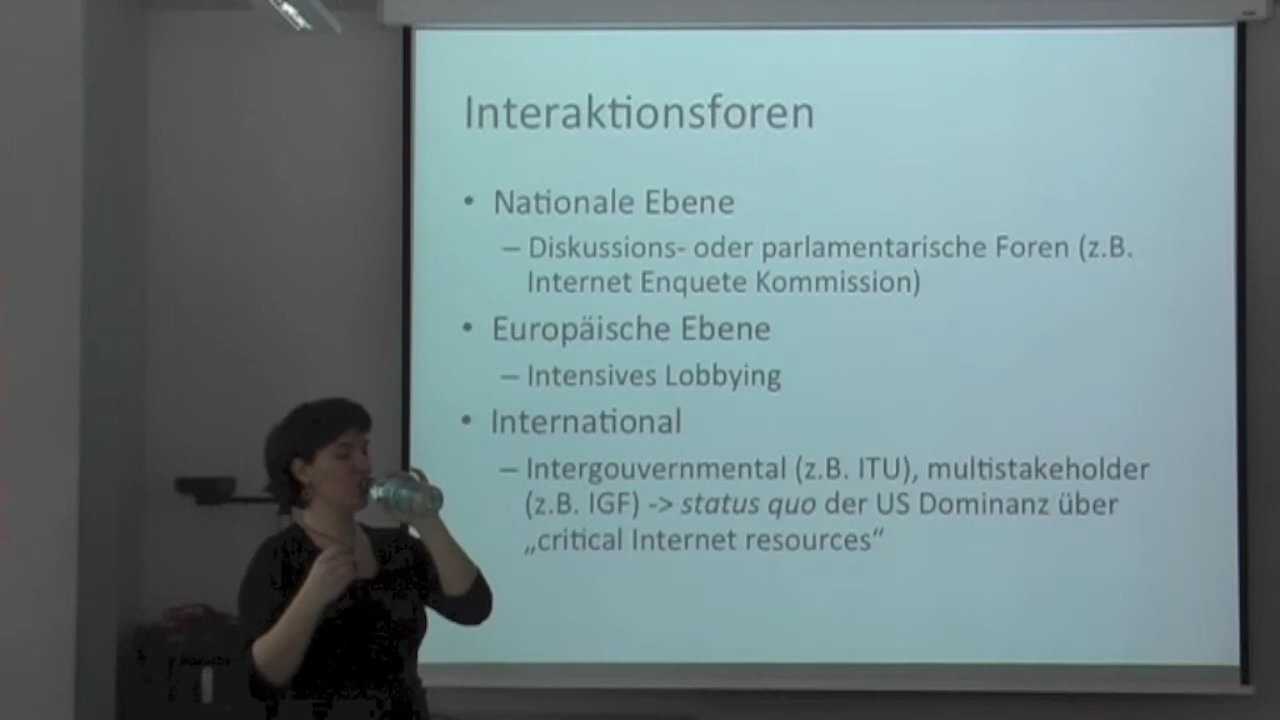 Interaktionsforen
• Nationale Ebene
– Diskussions- oder parlamentarische Foren (z.B.
Internet Enquete Kommission)
• Europäische Ebene
– Intensives Lobbying
• International
– Intergouvernmental (z.B. ITU), multistakeholder
(z.B. IGF) -> status quo der US Dominanz über
„critical Internet resources“